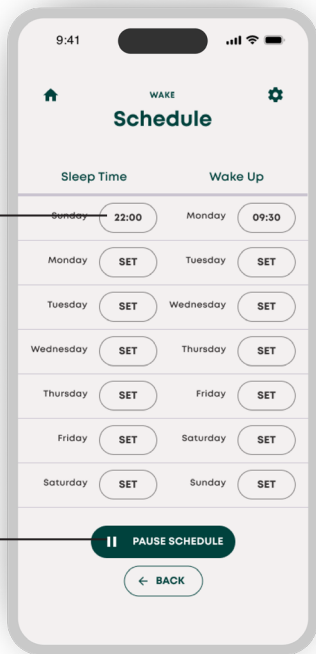 9:41
WAKE
Schedule
Sleep Time Wake Up
Sunday 22:00 Monday 09:30
Monday SET Tuesday SET
Tuesday SET Wednesday SET
Wednesday SET Thursday SET
Thursday SET Friday SET
Friday SET Saturday SET
Saturday SET Sunday SET
PAUSE SCHEDULE
← BACK